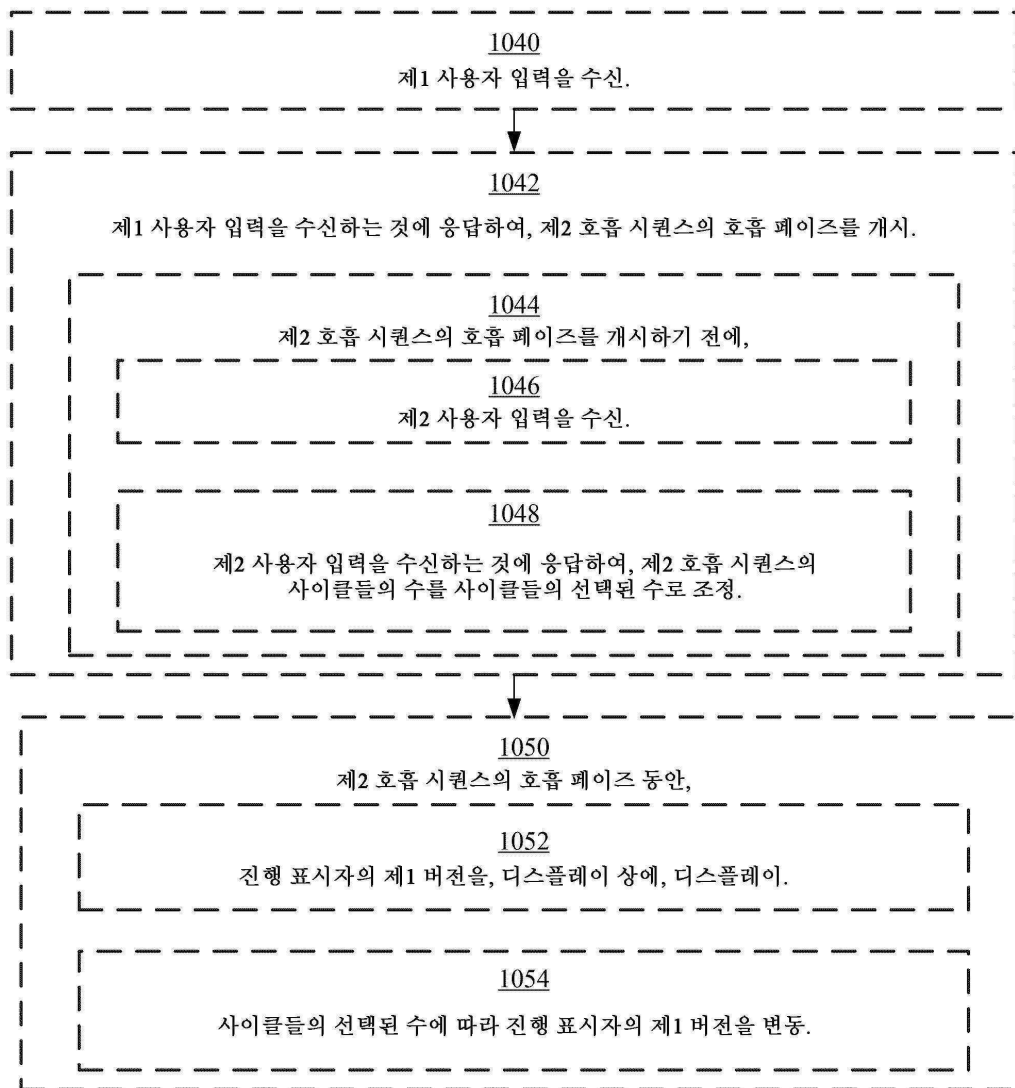 1040
제1 사용자 입력을 수신.
1042
제1 사용자 입력을 수신하는 것에 응답하여, 제2 호흡 시퀀스의 호흡 페이즈를 개시.
1044
제2 호흡 시퀀스의 호흡 페이즈를 개시하기 전에,
1046
제2 사용자 입력을 수신.
1048
제2 사용자 입력을 수신하는 것에 응답하여, 제2 호흡 시퀀스의
사이클들의 수를 사이클들의 선택된 수로 조정.
1050
제2 호흡 시퀀스의 호흡 페이즈 동안,
1052
진행 표시자의 제1 버전을, 디스플레이 상에, 디스플레이.
1054
사이클들의 선택된 수에 따라 진행 표시자의 제1 버전을 변동.